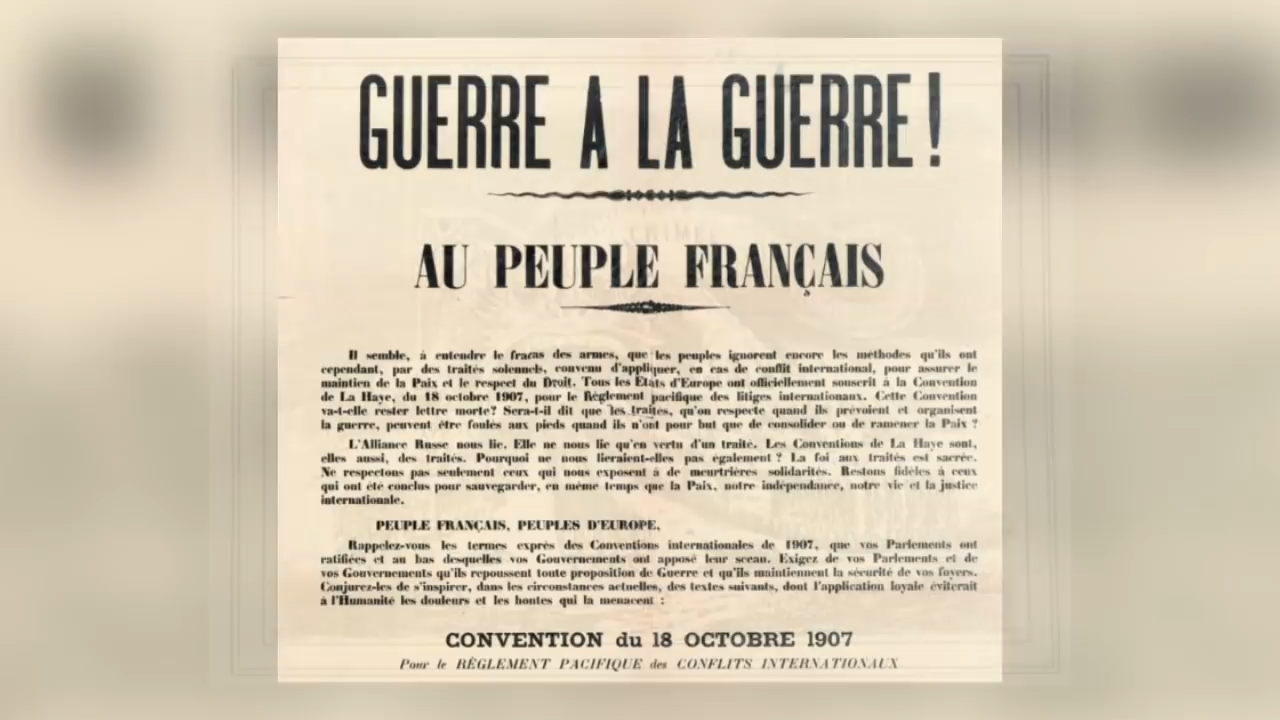 GUERRE A LA GUERRE !
AU PEUPLE FRANÇAIS
Il semble, à entendre le fracas des armes, que les peuples ignorent encore les méthodes qu'ils ont
cependant, par des traités solennels, convenu d'appliquer, en cas de conflit international, pour assurer le
maintien de la Paix et le respect du Droit. Tous les Etats d'Europe ont officiellement souscrit à la Convention
de La Haye, du 18 octobre 1907, pour le Règlement pacifique des litiges internationaux. Cette Convention
va-t-elle rester lettre morte? Sera-t-il dit que les traités, qu'on respecte quand ils prévoient et organisent
la guerre, peuvent être foulés aux pieds quand ils n'ont pour but que de consolider ou de ramener la Paix ?
L'Alliance Russe nous lie. Elle ne nous lie qu'en vertu d'un traité. Les Conventions de La Haye sont,
elles aussi, des traités. Pourquoi ne nous lieraient-elles pas également ? La foi aux traités est sacrée.
Ne respectons pas seulement ceux qui nous exposent à de meurtrières solidarités. Restons fidèles à ceux
qui ont été conclus pour sauvegarder, en même temps que la Paix, notre indépendance, notre vie et la justice
internationale.
PEUPLE FRANÇAIS, PEUPLES D'EUROPE,
Rappelez-vous les termes exprès des Conventions internationales de 1907, que vos Parlements ont
ratifiées et au bas desquelles vos Gouvernements ont apposé leur sceau. Exigez de vos Parlements et de
vos Gouvernements qu'ils repoussent toute proposition de Guerre et qu'ils maintiennent la sécurité de vos foyers.
Conjurez-les de s'inspirer, dans les circonstances actuelles, des textes suivants, dont l'application loyale éviterait
à l'Humanité les douleurs et les hontes qui la menacent :
CONVENTION du 18 OCTOBRE 1907
Pour le RÈGLEMENT PACIFIQUE des CONFLITS INTERNATIONAUX